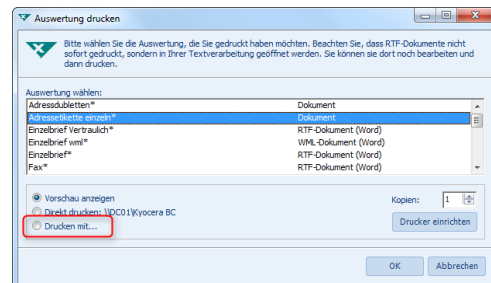 Auswertung drucken
Bitte wählen Sie die Auswertung, die Sie gedruckt haben möchten. Beachten Sie, dass RTF-Dokumente nicht
sofort gedruckt, sondern in Ihrer Textverarbeitung geöffnet werden. Sie können sie dort noch bearbeiten und
dann drucken.
Auswertung wählen:
Adressdubletten* Dokument
Adressetikette einzeln* Dokument
Einzelbrief Vertraulich* RTF-Dokument (Word)
Einzelbrief wml* WML-Dokument (Word)
Einzelbrief* RTF-Dokument (Word)
Fax* RTF-Dokument (Word)
Vorschau anzeigen Kopien: 1
Direkt drucken: \\DC01\Kyocera BC
Drucken mit... Drucker einrichten
OK Abbrechen